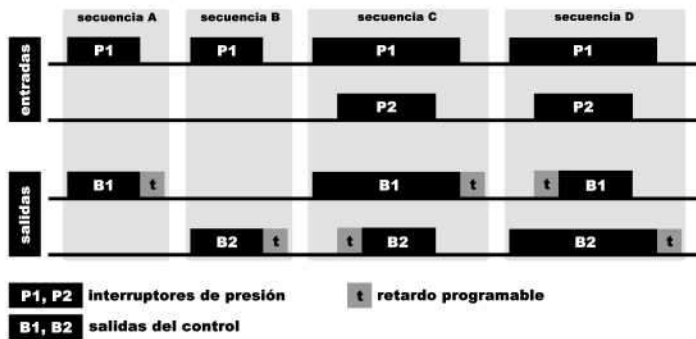 secuencia A secuencia B secuencia C secuencia D
entradas
P1 P1 P1 P1
P2 P2
salidas
B1 t B1 t t B1
B2 t t B2 B2 t
P1, P2 interruptores de presión t retardo programable
B1, B2 salidas del control